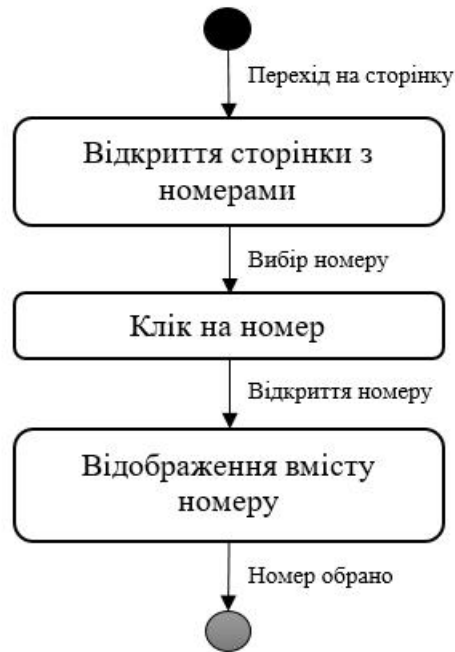 Перехід на сторінку
Відкриття сторінки з
номерами
Вибір номеру
Клік на номер
Відкриття номеру
Відображення вмісту
номеру
Номер обрано